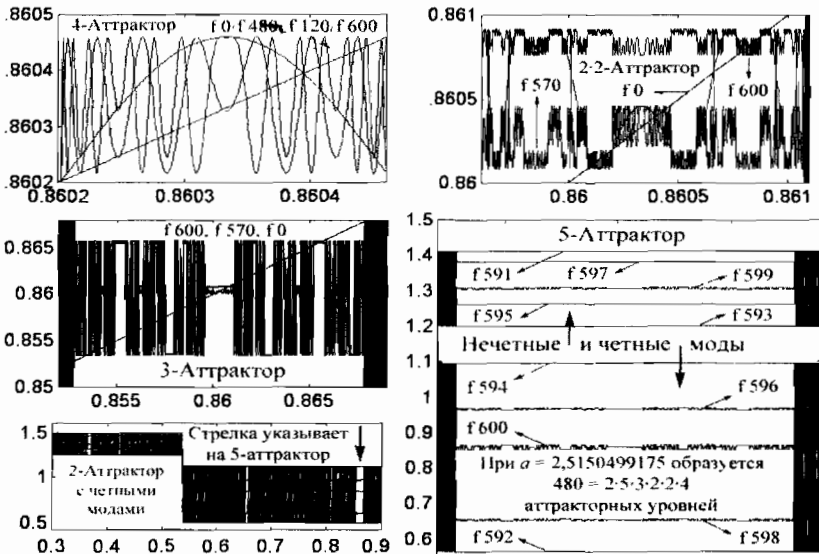 .8605
4-Аттрактор
f 0· f 480, f 120, f 600
.8604
.8603
.8602
0.8602
0.8603
0.8604
0.861
2·2-Аттрактор
f 570
f 0
f 600
.8605
0.86
0.86
0.8605
0.861
f 600, f 570, f 0
0.865
0.86
0.855
0.85
3-Аттрактор
0.855
0.86
0.865
1.5
1
0.5
Стрелка указывает
на 5-аттрактор
2-Аттрактор
с четными
модами
0.3 0.4 0.5 0.6 0.7 0.8 0.9
1.5
5-Аттрактор
1.4
f 591
f 597
f 599
1.3
f 595
f 593
1.2
Нечетные и четные моды
1.1
f 594
f 596
1
0.9
f 600
0.8
При a = 2,5150499175 образуется
480 = 2·5·3·2·2·4
аттракторных уровней
0.7
0.6
f 592
f 598